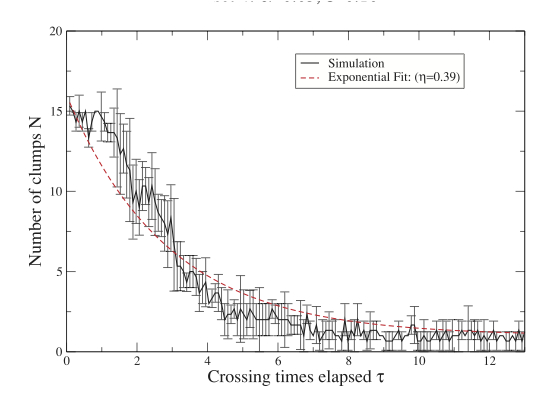 20
15
10
5
0
Number of clumps N
Simulation
Exponential Fit: (η=0.39)
0 2 4 6 8 10 12
Crossing times elapsed τ